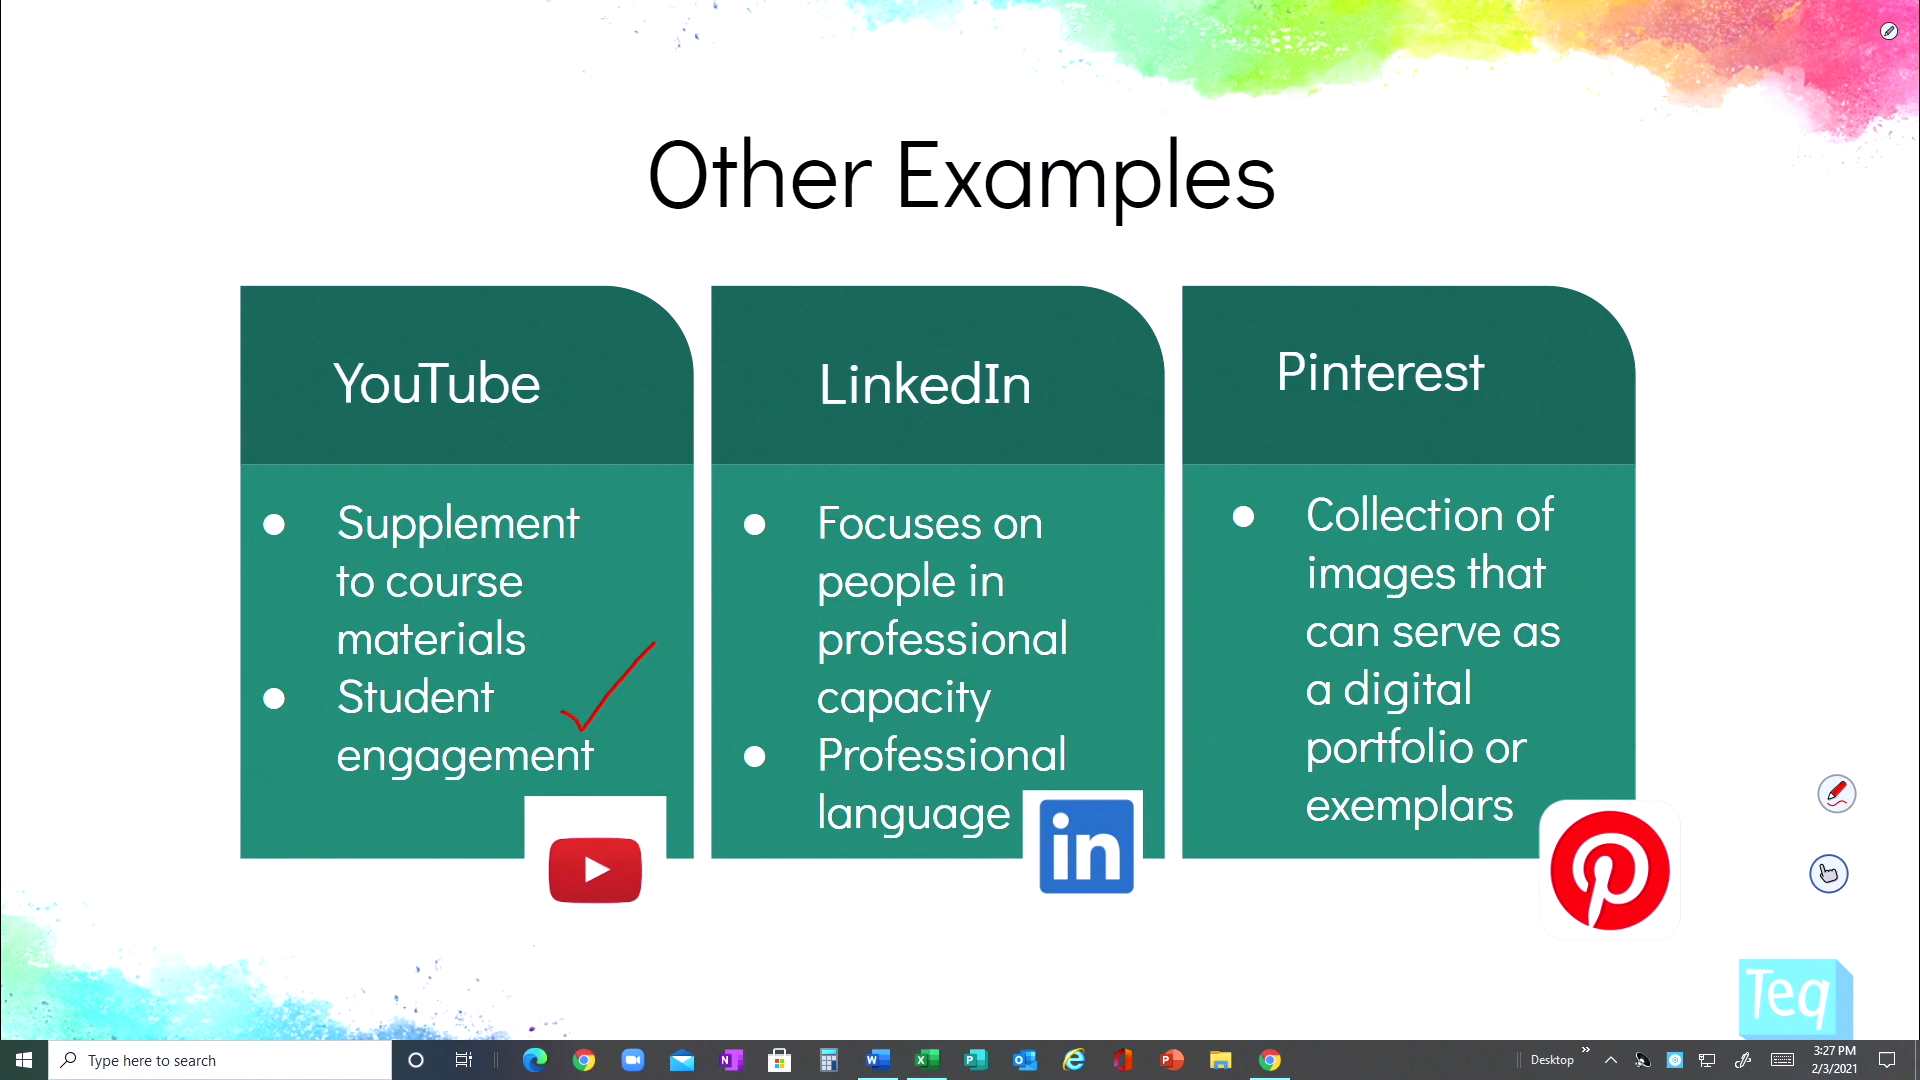 Other Examples
YouTube
Supplement
to course
materials
Student
engagement
LinkedIn
Focuses on
people in
professional
capacity
Professional
language
in
Pinterest
Collection of
images that
can serve as
a digital
portfolio or
exemplars
Teq
Type here to search
Desktop
3:27 PM
2/3/2021